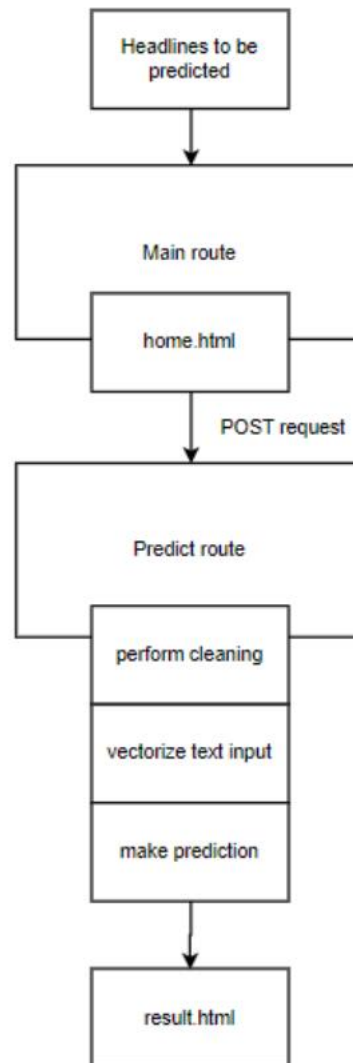 Headlines to be
predicted
Main route
home.html
POST request
Predict route
perform cleaning
vectorize text input
make prediction
result.html